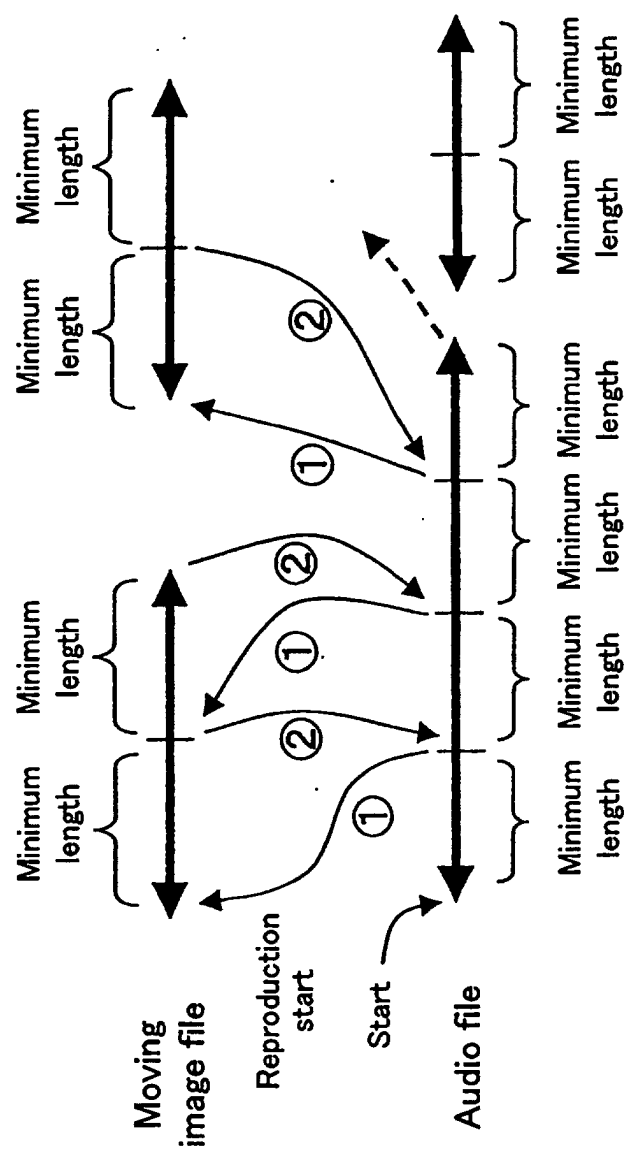 Minimum
length
Minimum
length
Minimum
length
Minimum
length
Moving
image file
Reproduction
start
①
②
①
②
①
②
Start
Audio file
Minimum
length
Minimum
length
Minimum
length
Minimum
length
Minimum
length
Minimum
length